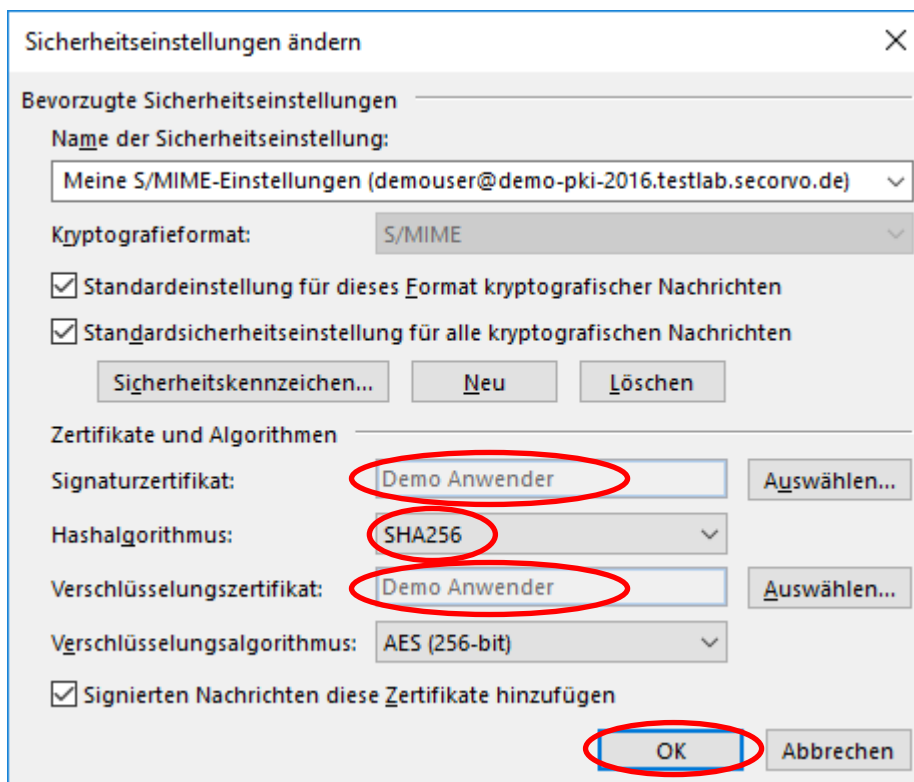 Sicherheitseinstellungen ändern
Bevorzugte Sicherheitseinstellungen
Name der Sicherheitseinstellung:
Meine S/MIME-Einstellungen (demouser@demo-pki-2016.testlab.secorvo.de)
Kryptografieformat: S/MIME
Standardeinstellung für dieses Format kryptografischer Nachrichten
Standardsicherheitseinstellung für alle kryptografischen Nachrichten
Sicherheitskennzeichen... Neu Löschen
Zertifikate und Algorithmen
Signaturzertifikat: Demo Anwender Auswählen...
Hashalgorithmus: SHA256
Verschlüsselungszertifikat: Demo Anwender Auswählen...
Verschlüsselungsalgorithmus: AES (256-bit)
Signierten Nachrichten diese Zertifikate hinzufügen
OK Abbrechen